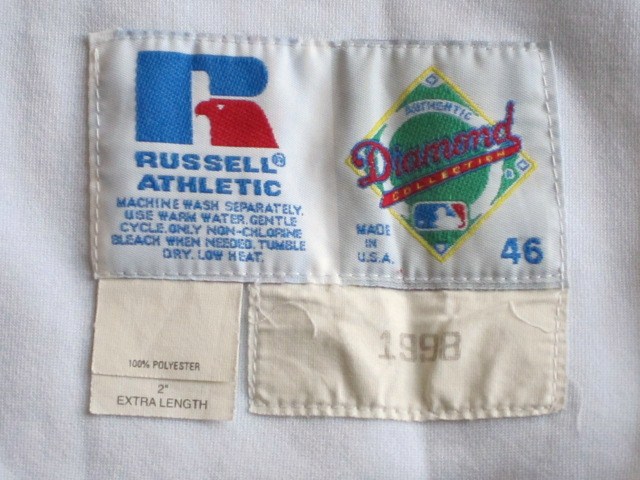 R
RUSSELL®
ATHLETIC
MACHINE WASH SEPARATELY.
USE WARM WATER. GENTLE
CYCLE. ONLY NON-CHLORINE
BLEACH WHEN NEEDED. TUMBLE
DRY. LOW HEAT.
AUTHENTIC
Diamond
COLLECTION
MADE
IN
U.S.A.
46
100% POLYESTER
2"
EXTRA LENGTH
1998